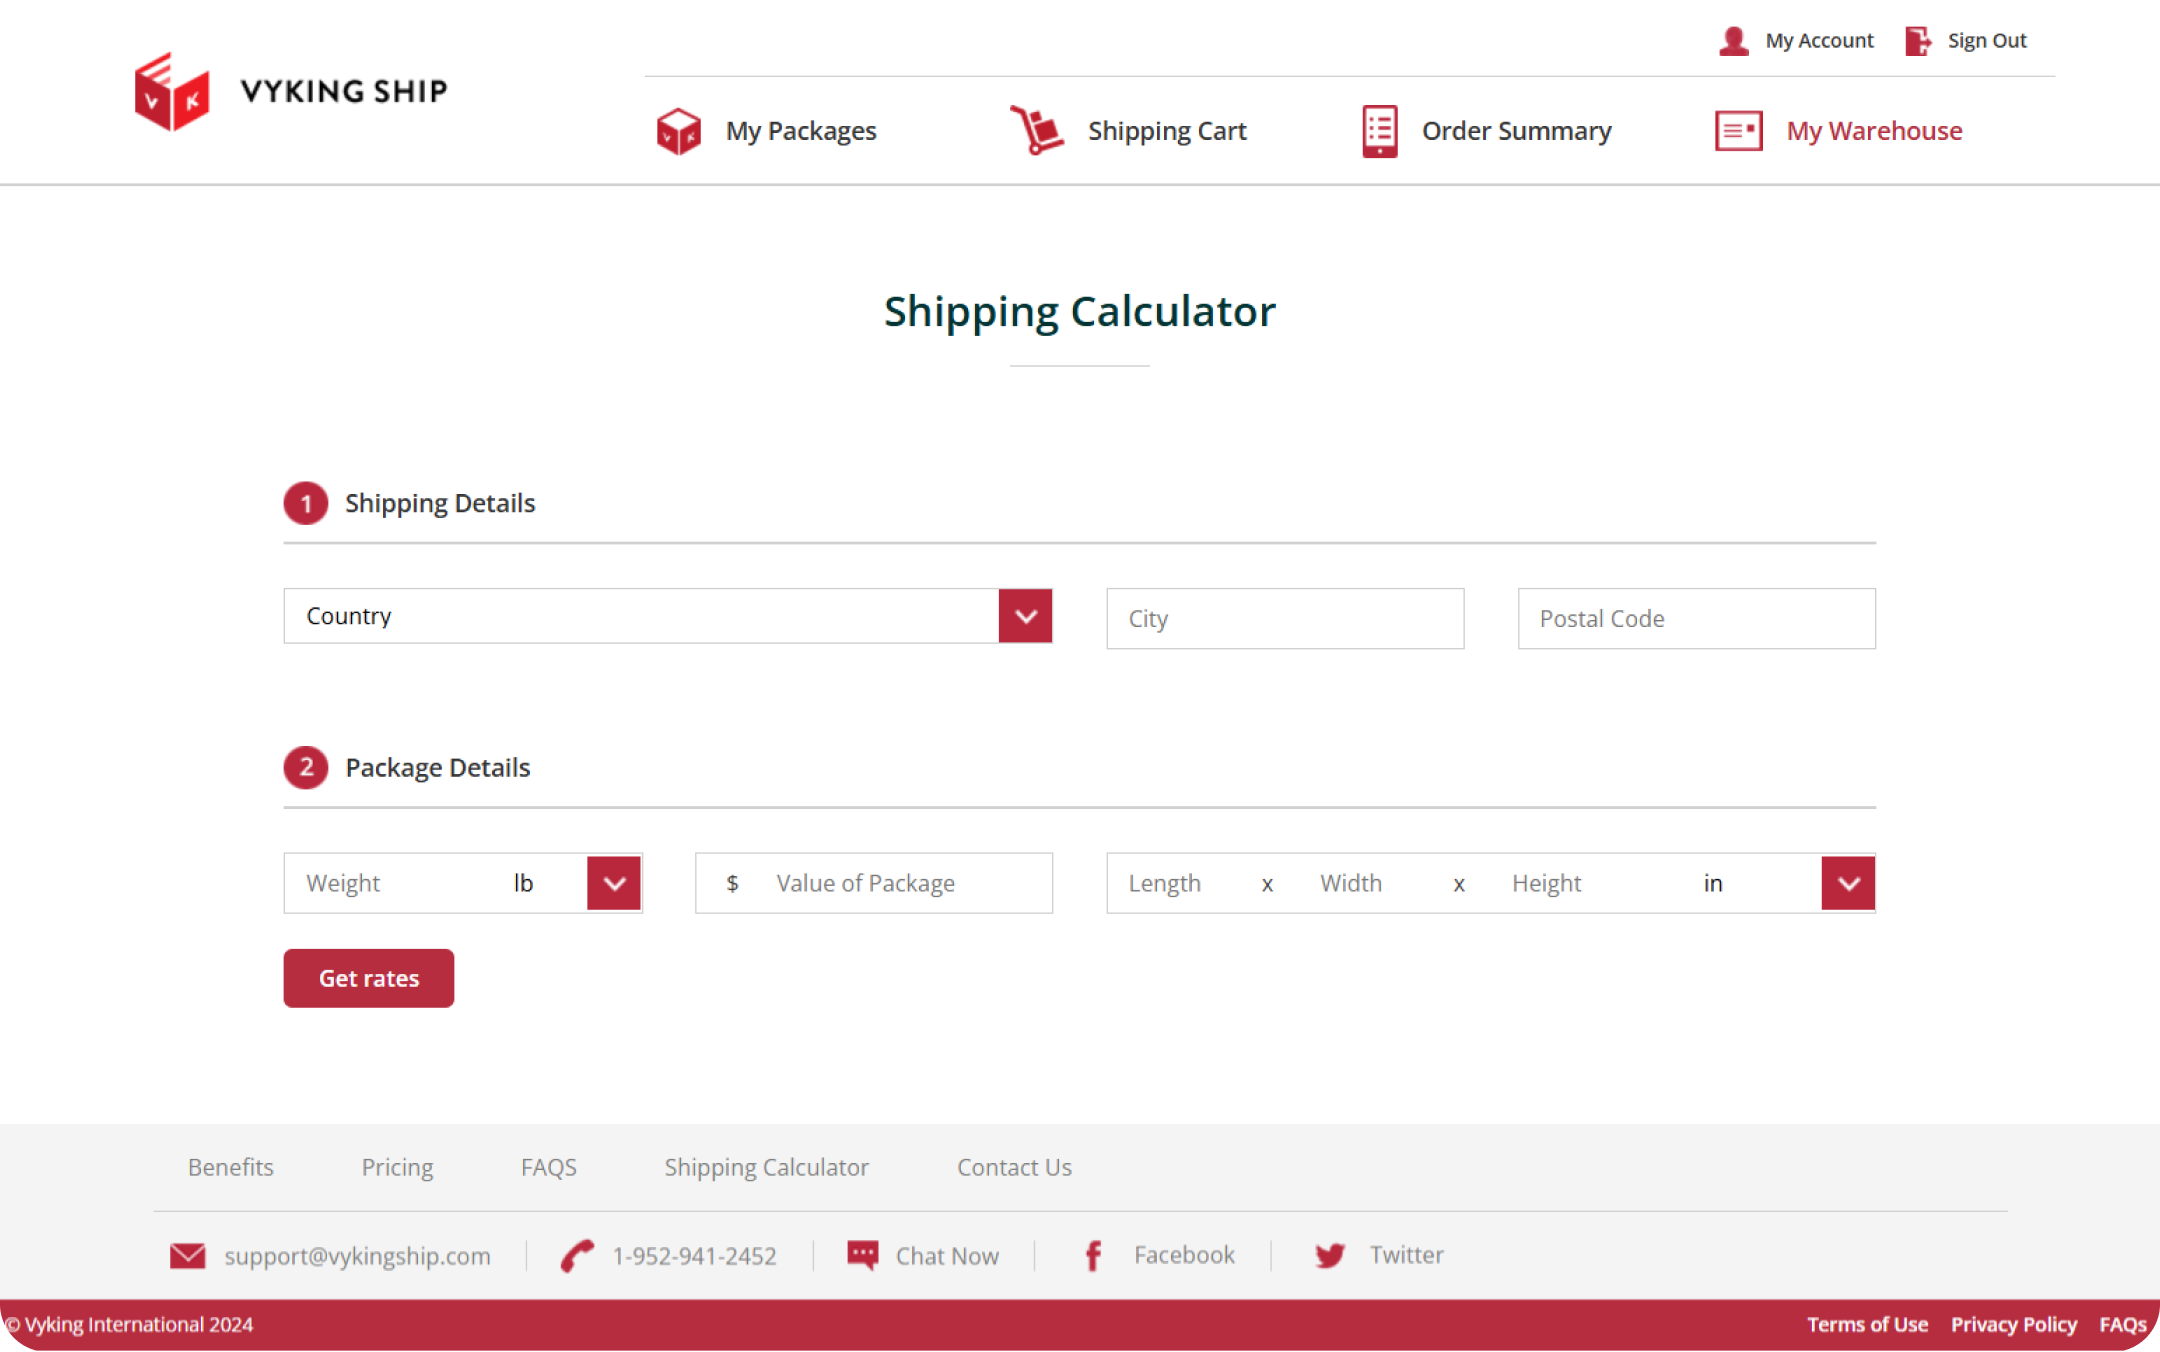 My Account Sign Out
V K VYKING SHIP
V K My Packages Shipping Cart Order Summary My Warehouse
Shipping Calculator
1 Shipping Details
Country City Postal Code
2 Package Details
Weight lb $ Value of Package Length x Width x Height in
Get rates
Benefits Pricing FAQS Shipping Calculator Contact Us
support@vykingship.com 1-952-941-2452 Chat Now Facebook Twitter
© Vyking International 2024 Terms of Use Privacy Policy FAQs